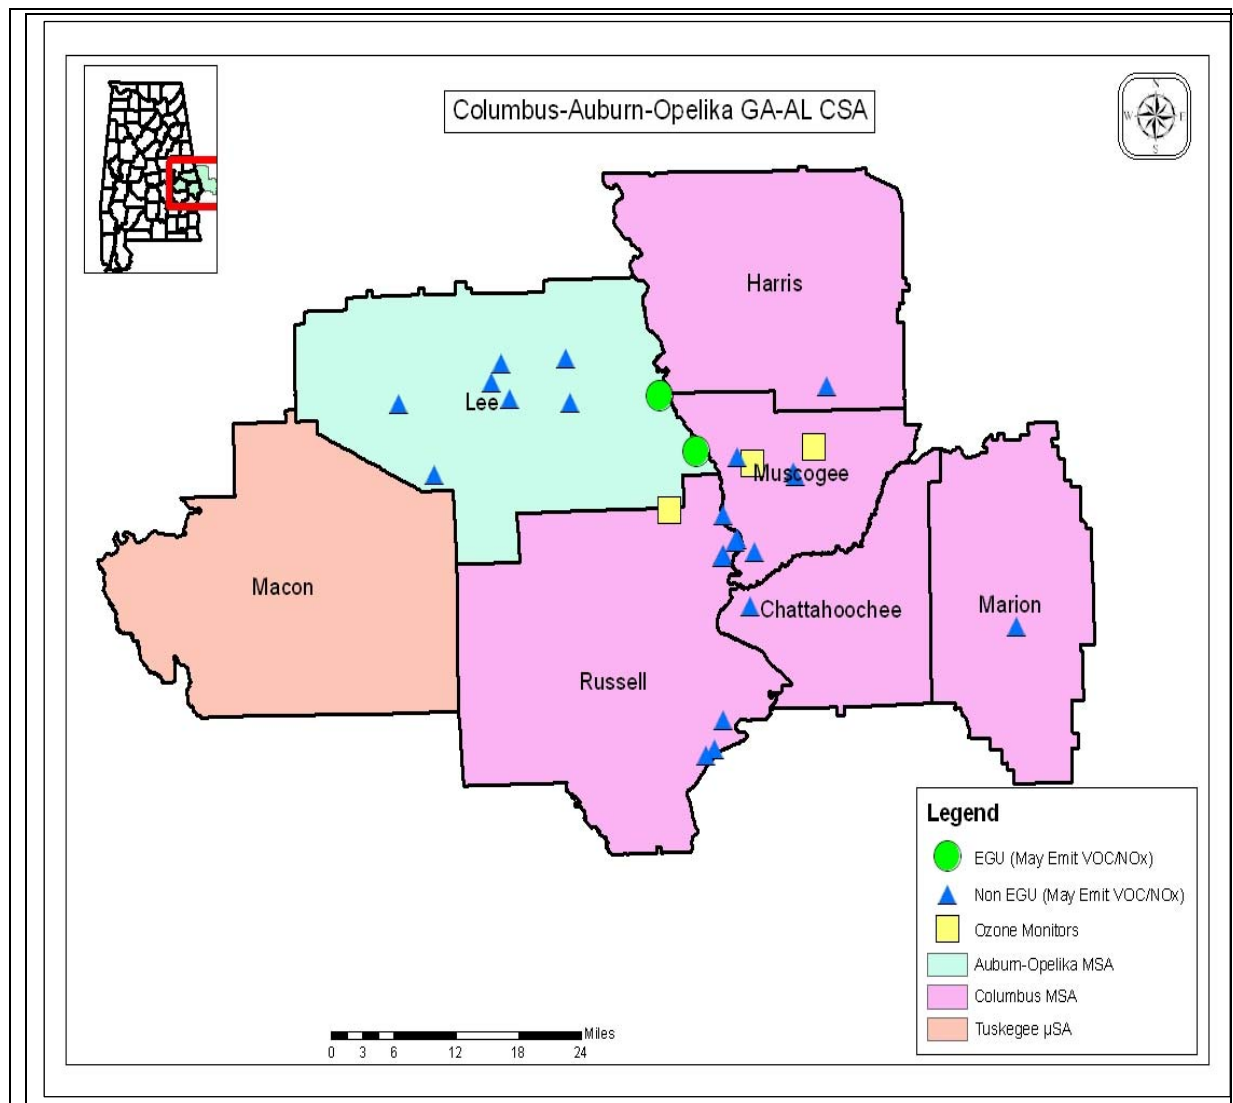 Columbus-Auburn-Opelika GA-AL CSA
N
W E
S
Harris
Lee
Muscogee
Macon
Chattahoochee
Marion
Russell
Legend
EGU (May Emit VOC/NOx)
Non EGU (May Emit VOC/NOx)
Ozone Monitors
Auburn-Opelika MSA
Columbus MSA
Tuskegee µSA
Miles
0 3 6 12 18 24